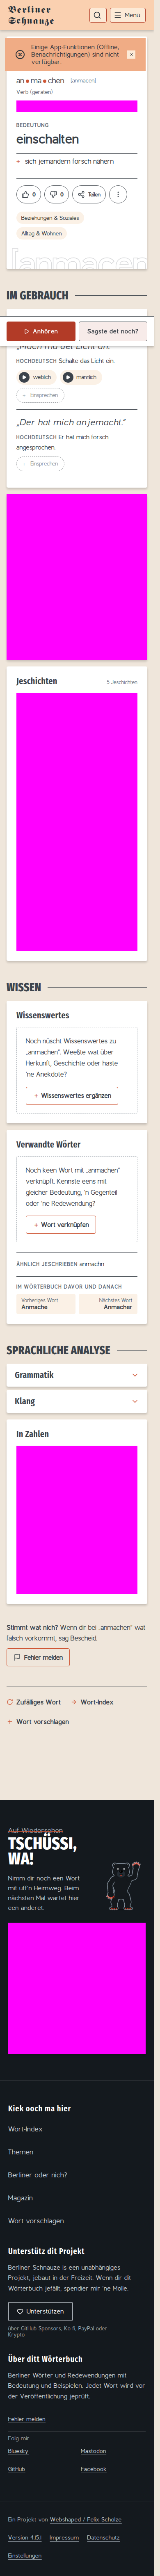 Berliner
Schnauze
Menü
Einige App-Funktionen (Offline,
Benachrichtigungen) sind nicht
verfügbar.
an·ma·chen [anmaçen]
Verb (geraten)
BEDEUTUNG
einschalten
sich jemandem forsch nähern
0
0
Teilen
Beziehungen & Soziales
Alltag & Wohnen
IM GEBRAUCH
Anhören
Sagste det noch?
HOCHDEUTSCH Schalte das Licht ein.
weiblich
männlich
Einsprechen
„Der hat mich anjemacht."
HOCHDEUTSCH Er hat mich forsch
angesprochen.
Einsprechen
Jeschichten
5 Jeschichten
WISSEN
Wissenswertes
Noch nüscht Wissenswertes zu
„anmachen". Weeßte wat über
Herkunft, Geschichte oder haste
'ne Anekdote?
Wissenswertes ergänzen
Verwandte Wörter
Noch keen Wort mit „anmachen"
verknüpft. Kennste eens mit
gleicher Bedeutung, 'n Gegenteil
oder 'ne Redewendung?
Wort verknüpfen
ÄHNLICH JESCHRIEBEN anmachin
IM WÖRTERBUCH DAVOR UND DANACH
Vorheriges Wort
Anmache
Nächstes Wort
Anmacher
SPRACHLICHE ANALYSE
Grammatik
Klang
In Zahlen
Stimmt wat nich? Wenn dir bei „anmachen" wat
falsch vorkommt, sag Bescheid.
Fehler melden
Zufälliges Wort
Wort-Index
Wort vorschlagen
Auf Wiedersehen
TSCHÜSSI,
WA!
Nimm dir noch een Wort
mit uff'n Heimweg. Beim
nächsten Mal wartet hier
een anderet.
Kiek ooch ma hier
Wort-Index
Themen
Berliner oder nich?
Magazin
Wort vorschlagen
Unterstütz dit Projekt
Berliner Schnauze is een unabhängiges
Projekt, jebaut in der Freizeit. Wenn dir dit
Wörterbuch jefällt, spendier mir 'ne Molle.
Unterstützen
über GitHub Sponsors, Ko-fi, PayPal oder
Krypto
Über ditt Wörterbuch
Berliner Wörter und Redewendungen mit
Bedeutung und Beispielen. Jedet Wort wird vor
der Veröffentlichung jeprüft.
Fehler melden
Folg mir
Bluesky
Mastodon
GitHub
Facebook
Ein Projekt von Webshaped / Felix Scholze
Version 4.15.1
Impressum
Datenschutz
Einstellungen